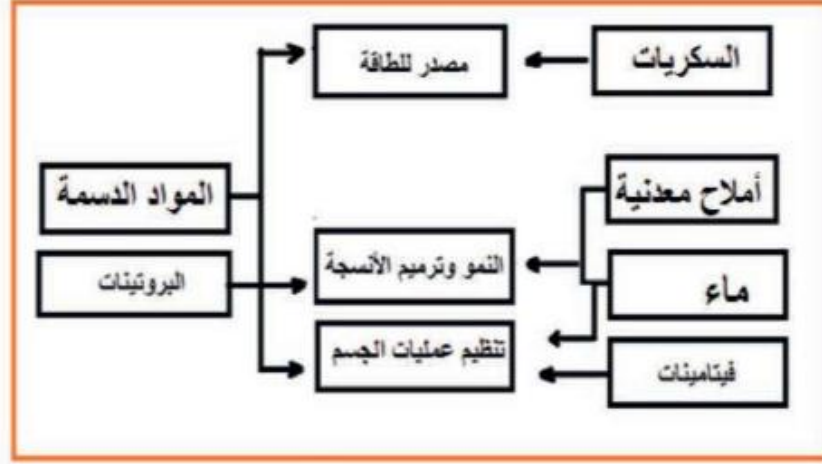 السكريات
مصدر للطاقة
المواد الدسمة
أملاح معدنية
النمو وترميم الأنسجة
البروتينات
ماء
تنظيم عمليات الجسم
فيتامينات